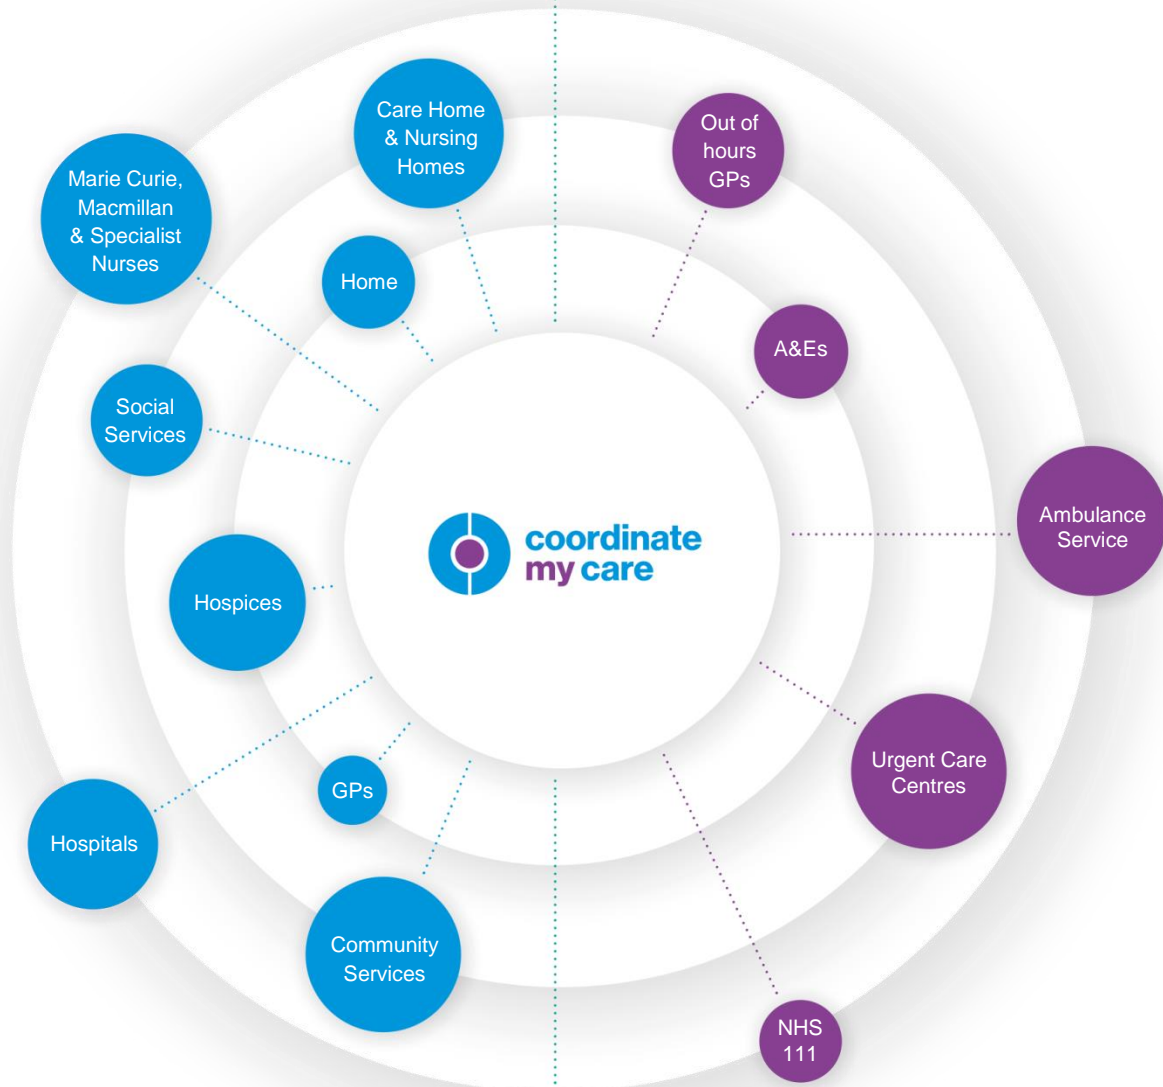 Care Home
& Nursing
Homes
Out of
hours
GPs
Marie Curie,
Macmillan
& Specialist
Nurses
Home
A&Es
Social
Services
Ambulance
Service
coordinate
my care
Hospices
Urgent Care
Centres
GPs
Hospitals
Community
Services
NHS
111